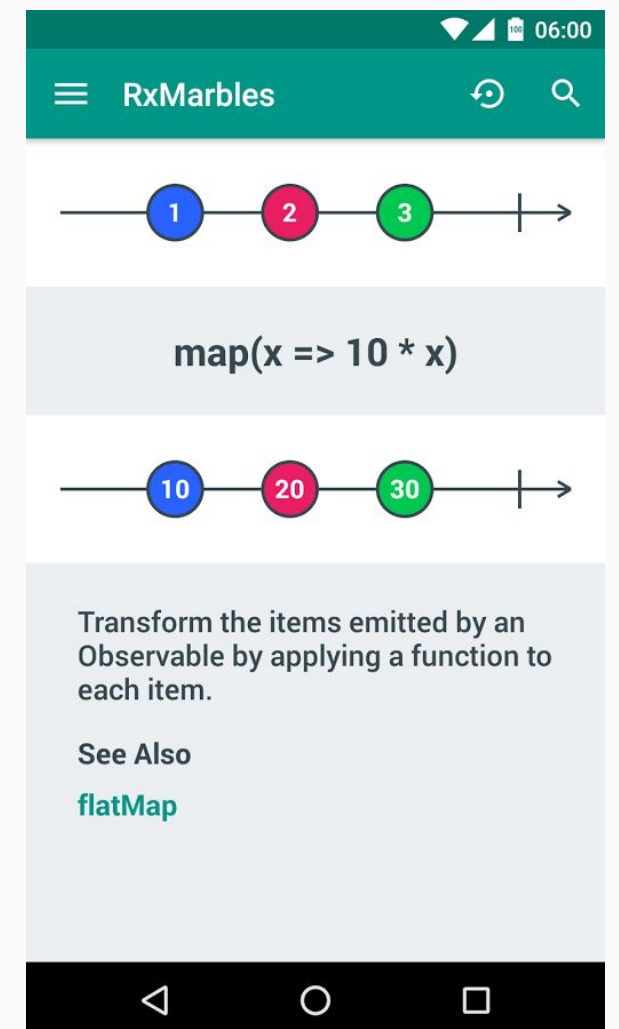 06:00
RxMarbles
1 2 3
map(x => 10 * x)
10 20 30
Transform the items emitted by an
Observable by applying a function to
each item.
See Also
flatMap